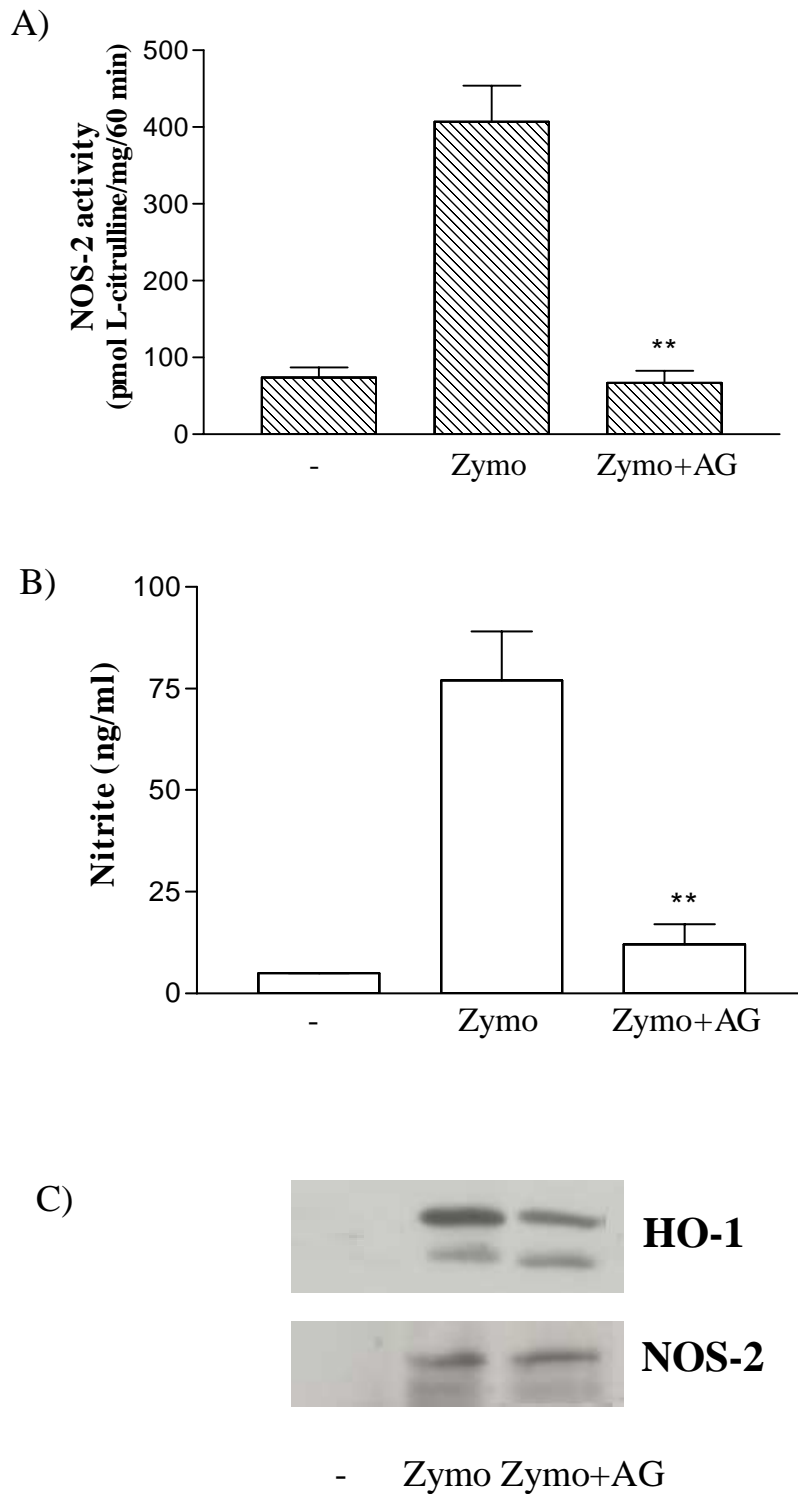 A)
NOS-2 activity
(pmol L-citrulline/mg/60 min)
500
400
300
200
100
0
**
- Zymo Zymo+AG
B)
Nitrite (ng/ml)
100
75
50
25
0
**
- Zymo Zymo+AG
C)
HO-1
NOS-2
- Zymo Zymo+AG